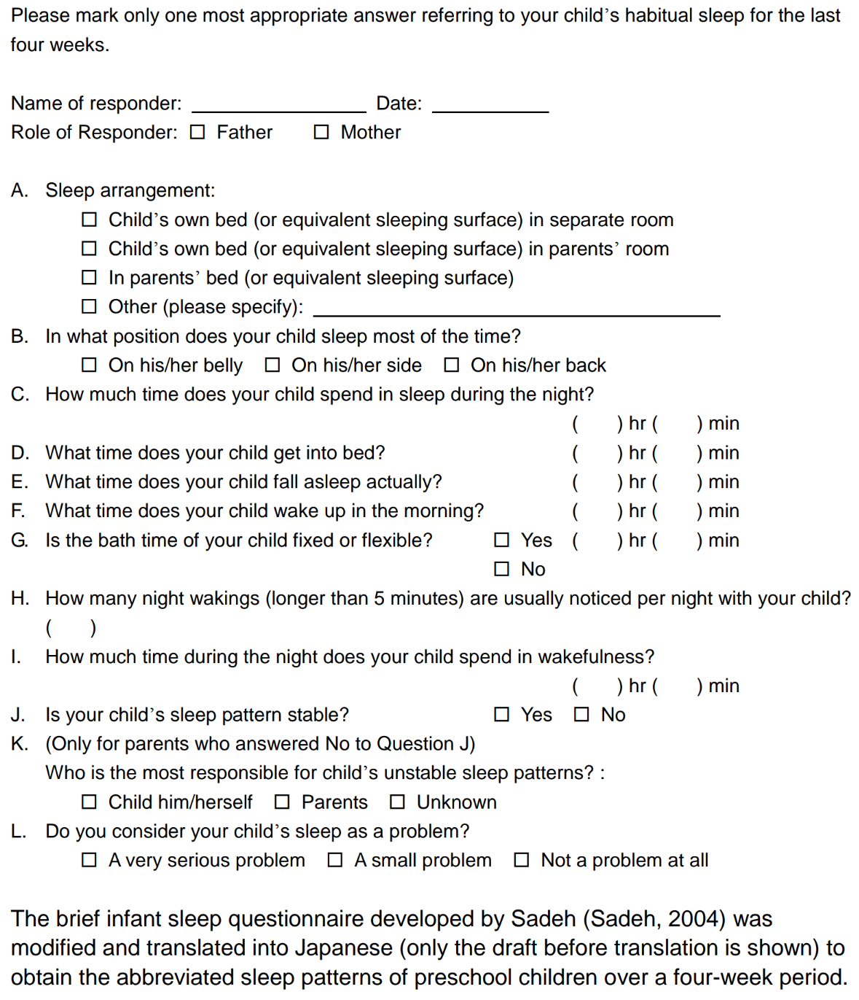 Please mark only one most appropriate answer referring to your child’s habitual sleep for the last
four weeks.
Name of responder: _______________ Date: __________
Role of Responder: □ Father □ Mother
A. Sleep arrangement:
□ Child’s own bed (or equivalent sleeping surface) in separate room
□ Child’s own bed (or equivalent sleeping surface) in parents’ room
□ In parents’ bed (or equivalent sleeping surface)
□ Other (please specify): ___________________________________
B. In what position does your child sleep most of the time?
□ On his/her belly □ On his/her side □ On his/her back
C. How much time does your child spend in sleep during the night?
( ) hr ( ) min
D. What time does your child get into bed? ( ) hr ( ) min
E. What time does your child fall asleep actually? ( ) hr ( ) min
F. What time does your child wake up in the morning? ( ) hr ( ) min
G. Is the bath time of your child fixed or flexible? □ Yes ( ) hr ( ) min
□ No
H. How many night wakings (longer than 5 minutes) are usually noticed per night with your child?
( )
I. How much time during the night does your child spend in wakefulness?
( ) hr ( ) min
J. Is your child’s sleep pattern stable? □ Yes □ No
K. (Only for parents who answered No to Question J)
Who is the most responsible for child’s unstable sleep patterns? :
□ Child him/herself □ Parents □ Unknown
L. Do you consider your child’s sleep as a problem?
□ A very serious problem □ A small problem □ Not a problem at all
The brief infant sleep questionnaire developed by Sadeh (Sadeh, 2004) was
modified and translated into Japanese (only the draft before translation is shown) to
obtain the abbreviated sleep patterns of preschool children over a four-week period.